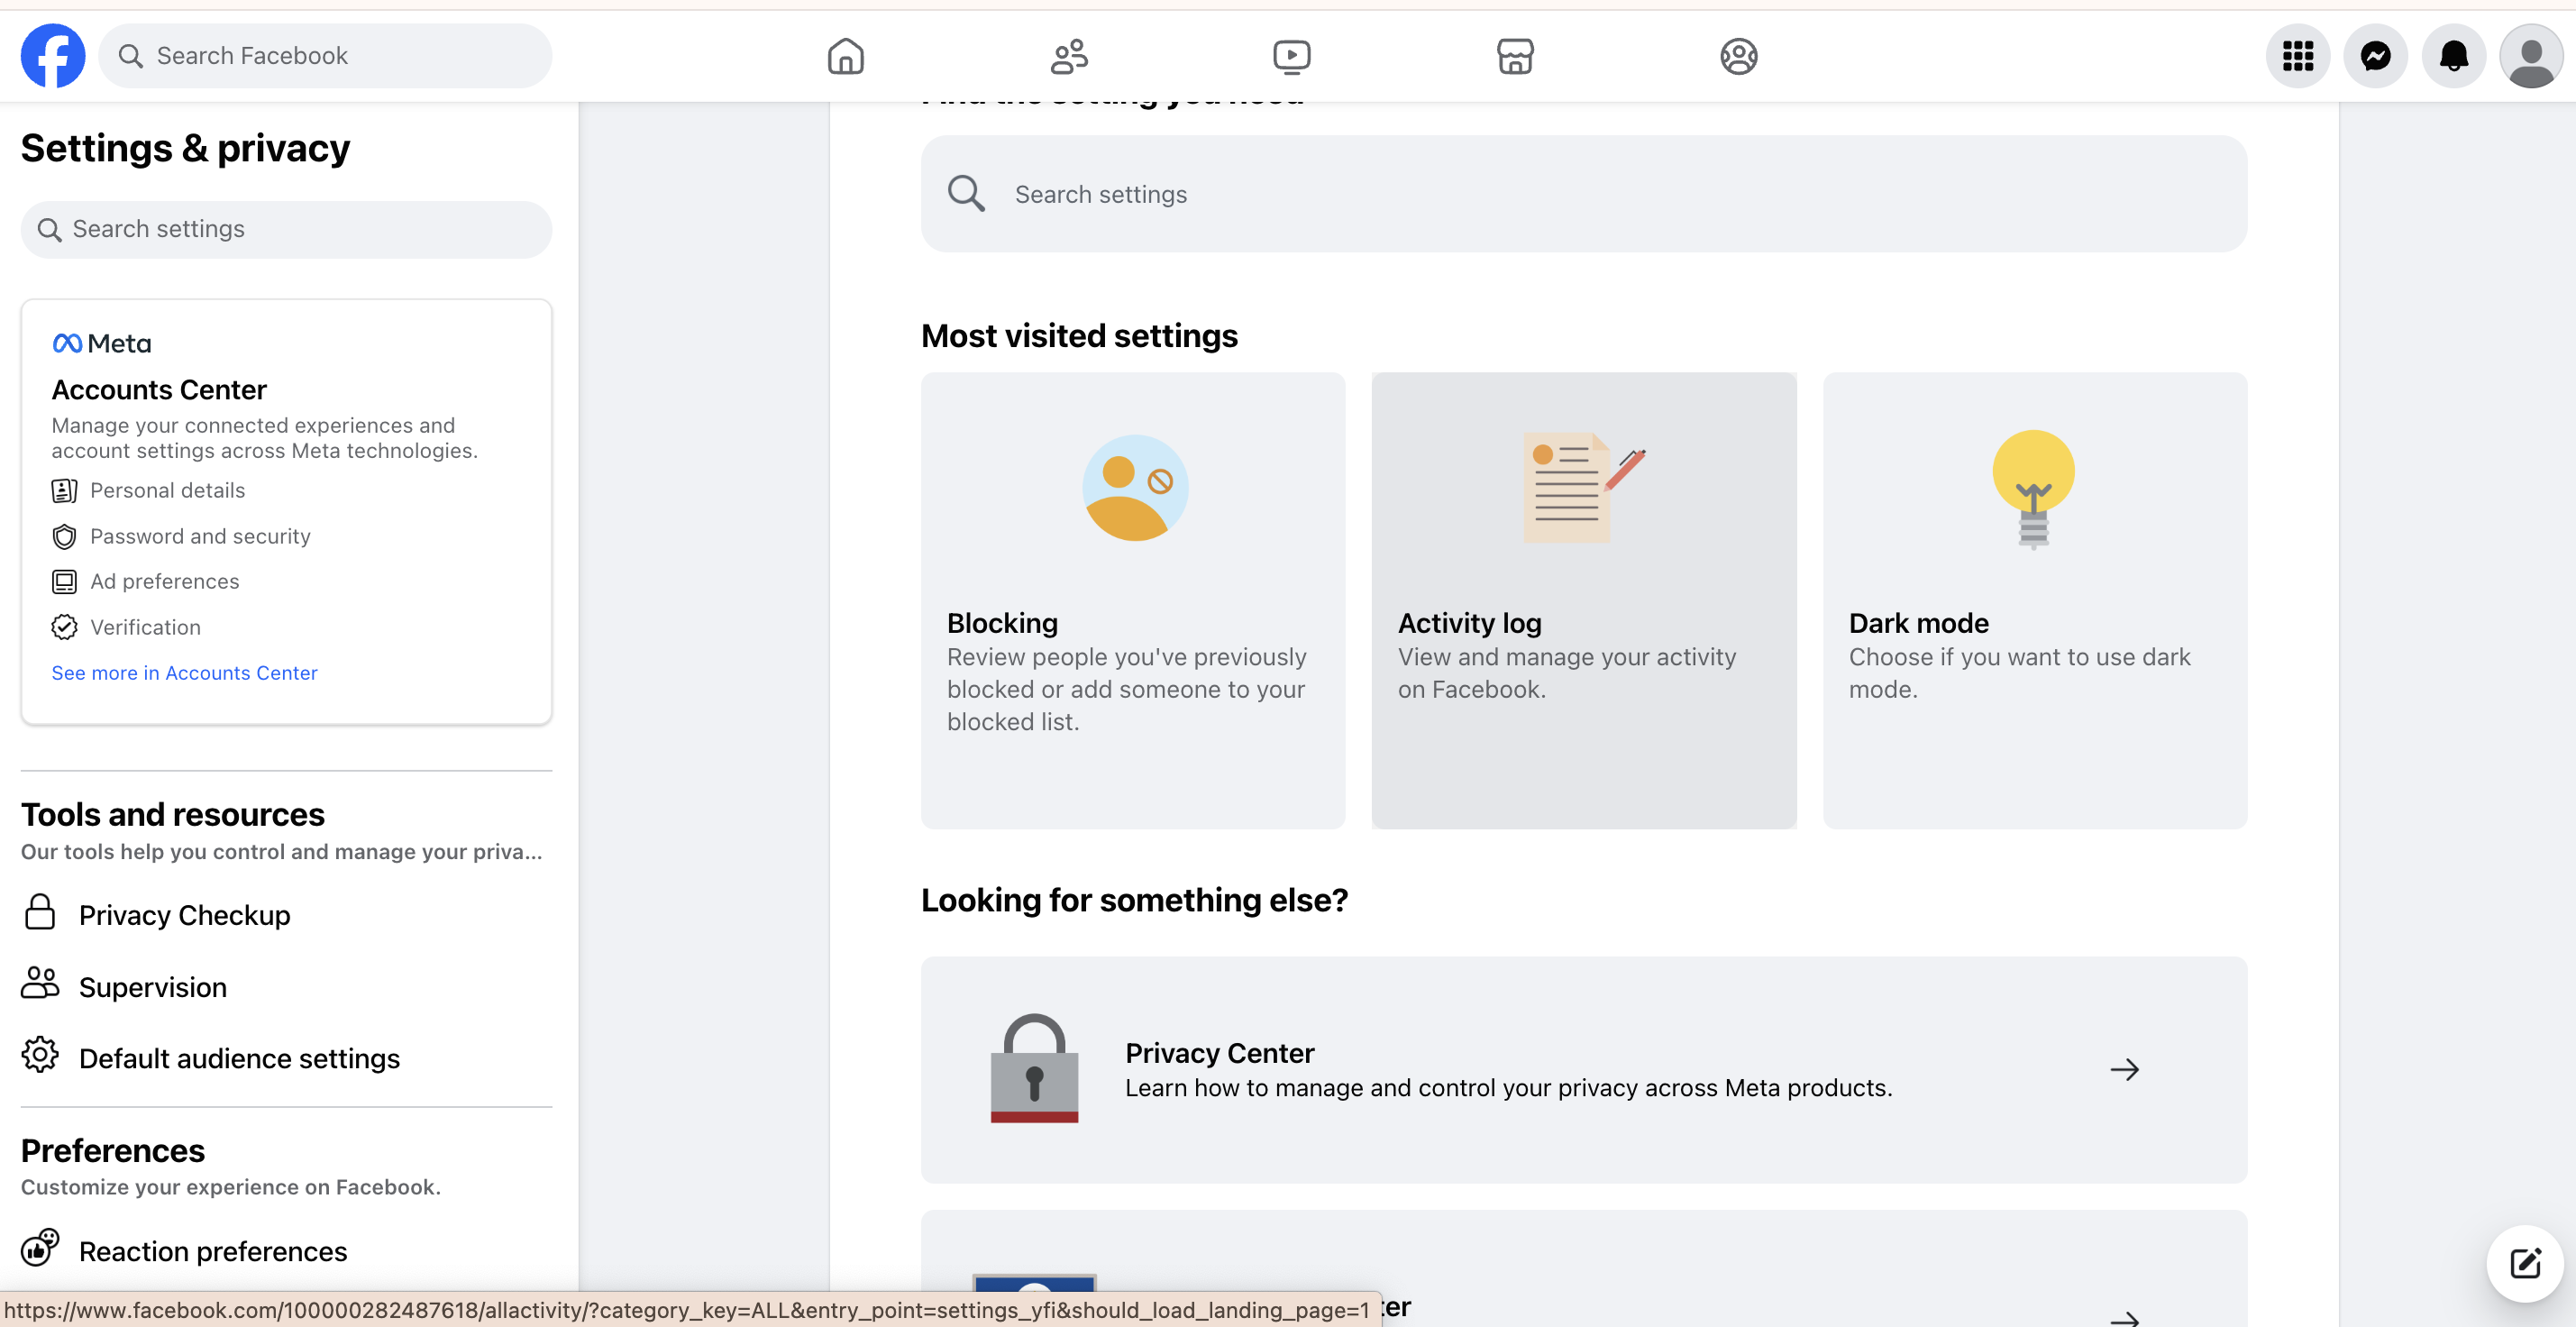 Search Facebook
Settings & privacy
Search settings
Meta
Accounts Center
Manage your connected experiences and
account settings across Meta technologies.
Personal details
Password and security
Ad preferences
Verification
See more in Accounts Center
Tools and resources
Our tools help you control and manage your priva...
Privacy Checkup
Supervision
Default audience settings
Preferences
Customize your experience on Facebook.
Reaction preferences
Find the setting you need
Search settings
Most visited settings
Blocking
Review people you've previously
blocked or add someone to your
blocked list.
Activity log
View and manage your activity
on Facebook.
Dark mode
Choose if you want to use dark
mode.
Looking for something else?
Privacy Center
Learn how to manage and control your privacy across Meta products.
https://www.facebook.com/100000282487618/allactivity/?category_key=ALL&entry_point=settings_yfi&should_load_landing_page=1